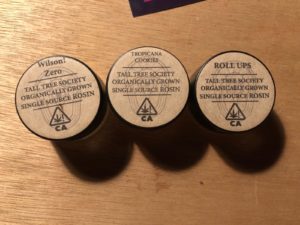 Wilson!
Zero
TALL TREE SOCIETY
ORGANICALLY GROWN
SINGLE SOURCE ROSIN
CA
TROPICANA
COOKIES
TALL TREE SOCIETY
ORGANICALLY GROWN
SINGLE SOURCE ROSIN
CA
ROLL UPS
TALL TREE SOCIETY
ORGANICALLY GROWN
SINGLE SOURCE ROSIN
CA